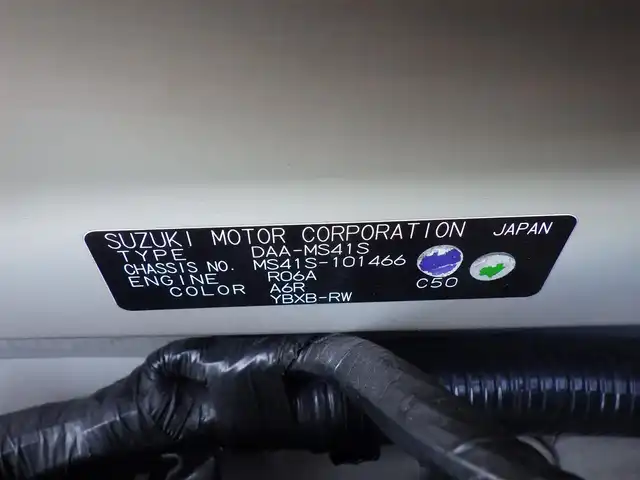 SUZUKI MOTOR CORPORATION JAPAN
TYPE DAA-MS41S
CHASSIS NO. MS41S-101466
ENGINE R06A
COLOR A6R C50
YBXB-RW